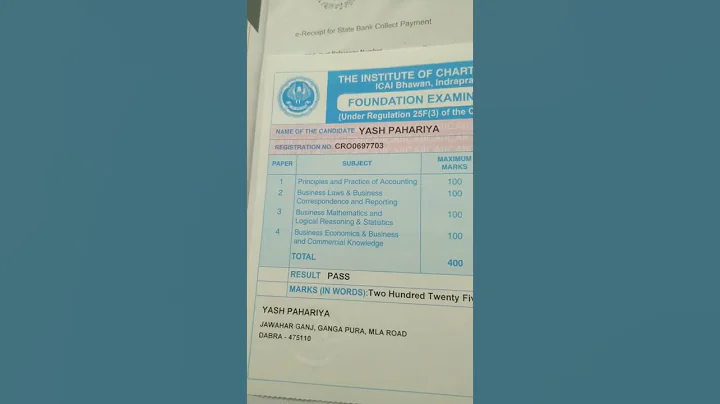 e-Receipt for State Bank Collect Payment
THE INSTITUTE OF CHART
ICAI Bhawan, Indrapra
FOUNDATION EXAMIN
(Under Regulation 25F(3) of the C
NAME OF THE CANDIDATE: YASH PAHARIYA
REGISTRATION NO. CRO0697703
PAPER SUBJECT MAXIMUM MARKS
1 Principles and Practice of Accounting 100
2 Business Laws & Business 100
Correspondence and Reporting
3 Business Mathematics and 100
Logical Reasoning & Statistics
4 Business Economics & Business 100
and Commercial Knowledge
TOTAL 400
RESULT PASS
MARKS (IN WORDS): Two Hundred Twenty Fiv
YASH PAHARIYA
JAWAHAR GANJ, GANGA PURA, MLA ROAD
DABRA - 475110